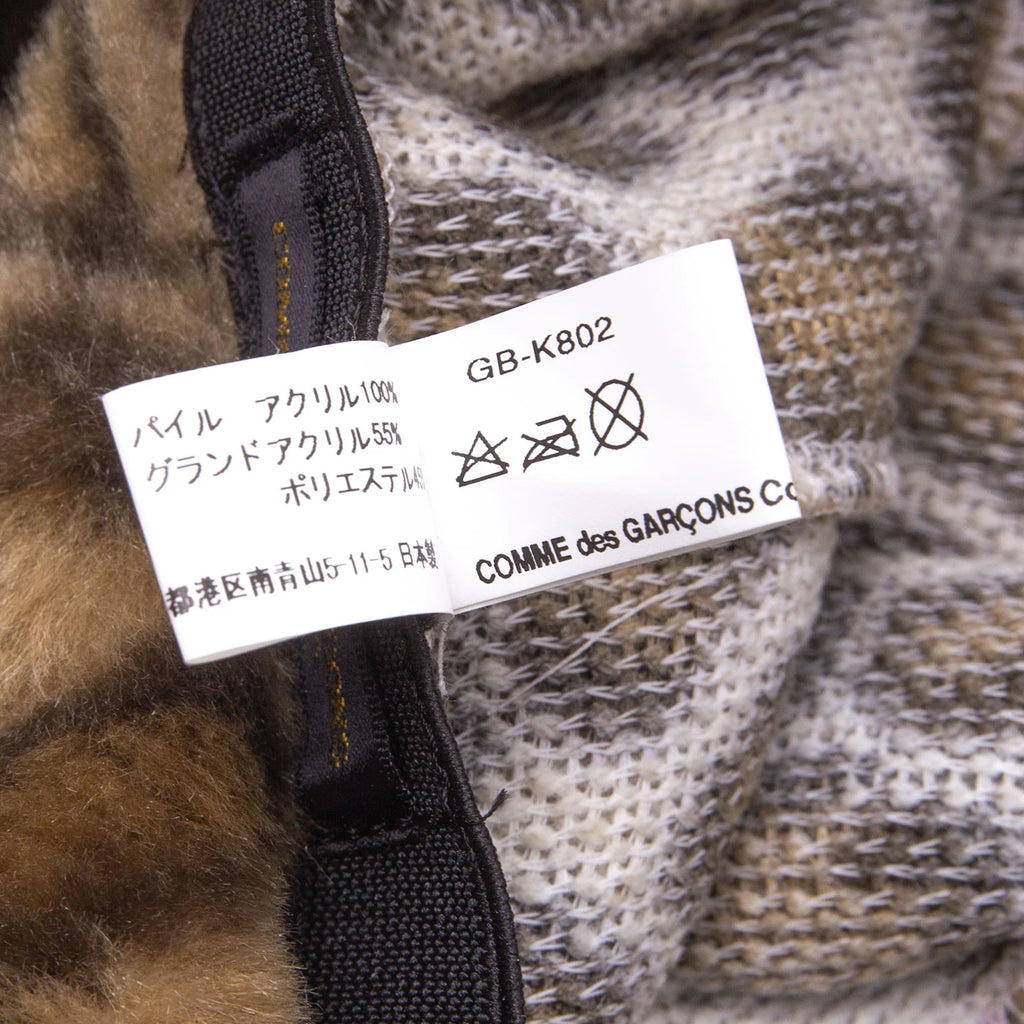 パイル アクリル100%
グランドアクリル55%
ポリエステル
都港区南青山5-11-5 日本製
GB-K802
COMME des GARÇONS Co